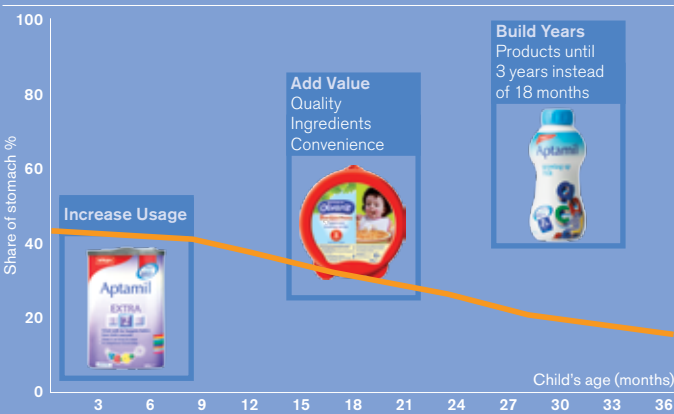 100
80
60
40
20
0
Share of stomach %
Increase Usage
Aptamil
EXTRA
2
Add Value
Quality
Ingredients
Convenience
Build Years
Products until
3 years instead
of 18 months
Aptamil
Child's age (months)
3 6 9 12 15 18 21 24 27 30 33 36